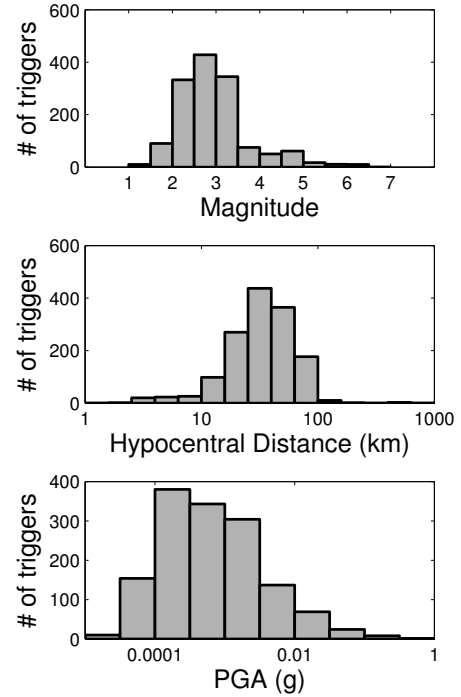 600
400
200
0
# of triggers
1 2 3 4 5 6 7
Magnitude
600
400
200
0
# of triggers
1 10 100 1000
Hypocentral Distance (km)
400
300
200
100
0
# of triggers
0.0001 0.01 1
PGA (g)